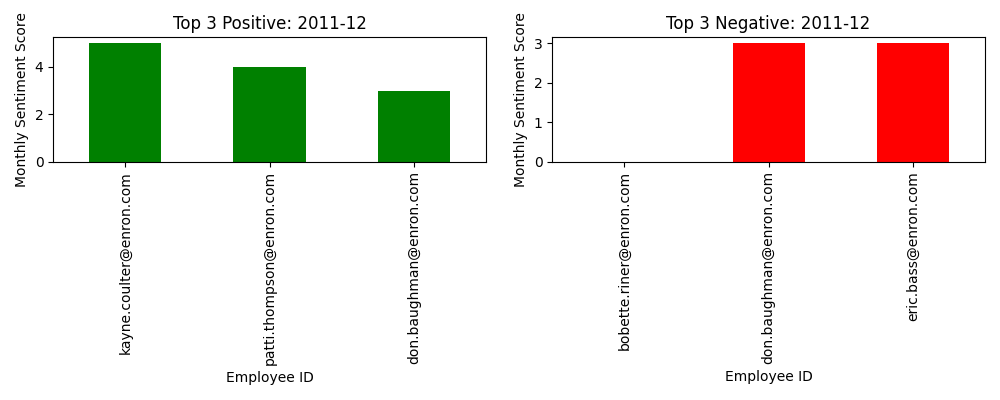 Top 3 Positive: 2011-12
Monthly Sentiment Score
4
2
0
kayne.coulter@enron.com
patti.thompson@enron.com
don.baughman@enron.com
Employee ID
Top 3 Negative: 2011-12
Monthly Sentiment Score
3
2
1
0
bobette.riner@enron.com
don.baughman@enron.com
eric.bass@enron.com
Employee ID